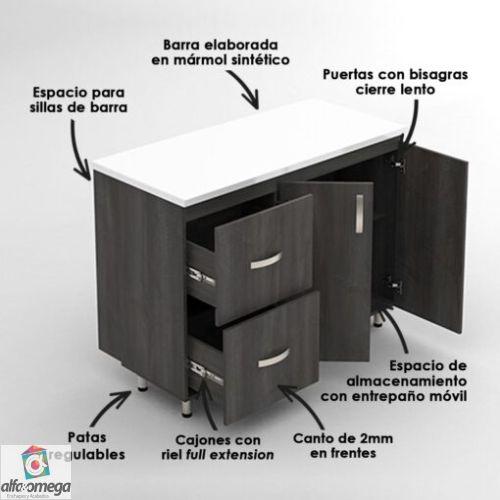 Barra elaborada
en mármol sintético
Espacio para
sillas de barra
Puertas con bisagras
cierre lento
Espacio de
almacenamiento
con entrepaño móvil
Patas
regulables
Cajones con
riel full extension
Canto de 2mm
en frentes
alfaomega